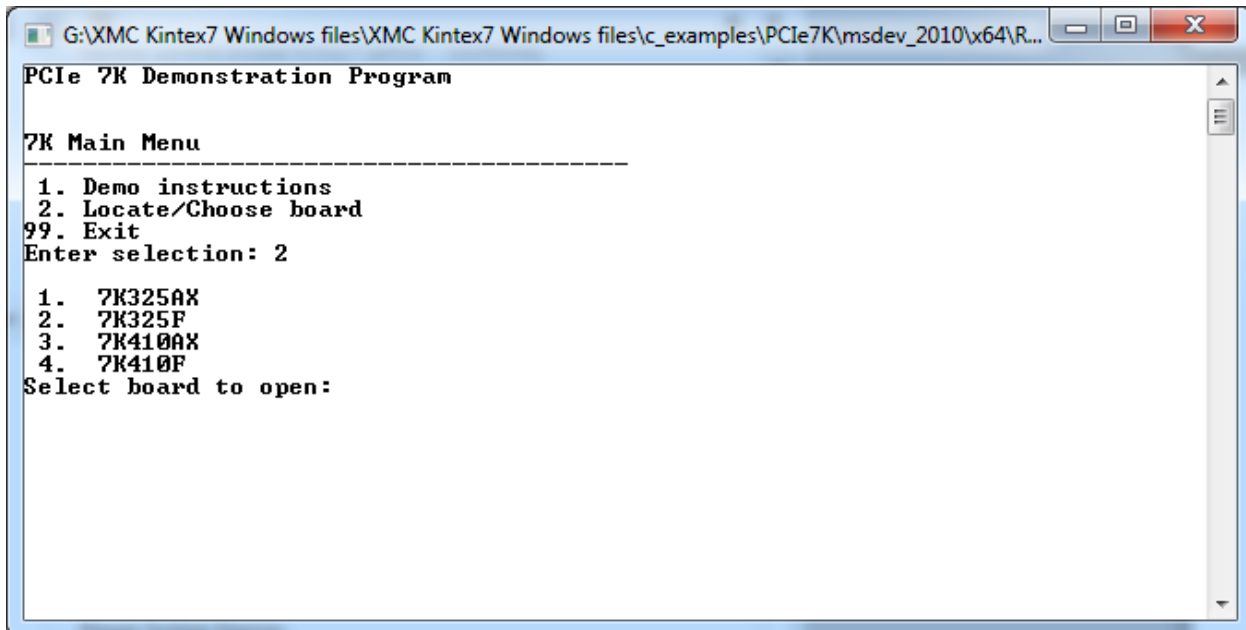 G:\XMC Kintex7 Windows files\XMC Kintex7 Windows files\c_examples\PCIe7K\msdev_2010\x64\R...
PCIe 7K Demonstration Program
7K Main Menu
-----------------------------------------
1. Demo instructions
2. Locate/Choose board
99. Exit
Enter selection: 2
1. 7K325AX
2. 7K325F
3. 7K410AX
4. 7K410F
Select board to open: